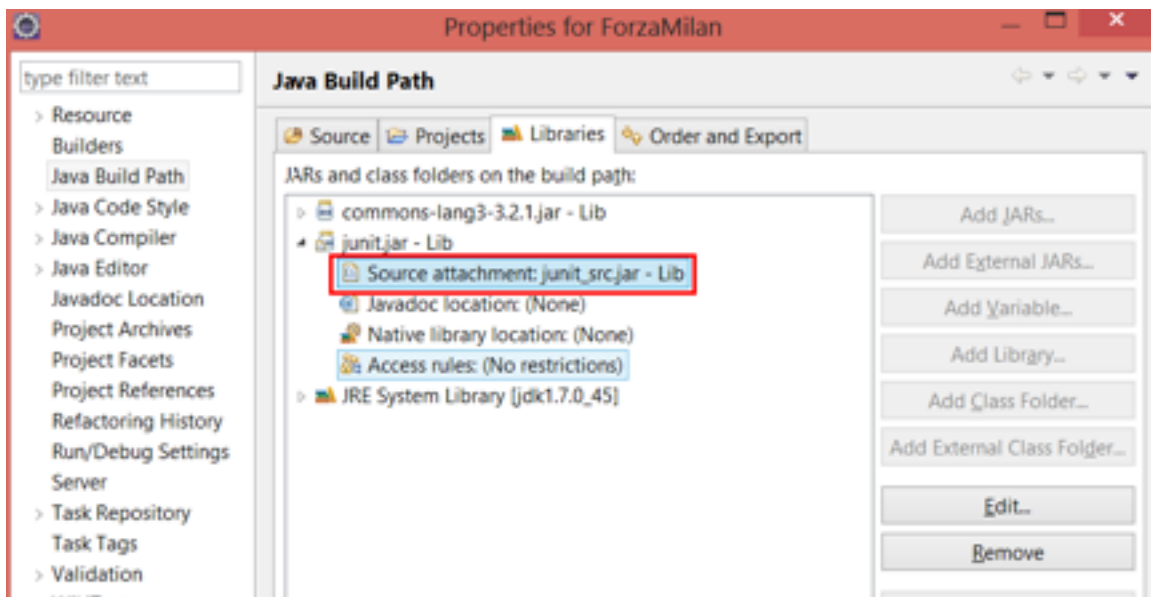 Properties for ForzaMilan
type filter text
Resource
Builders
Java Build Path
Java Code Style
Java Compiler
Java Editor
Javadoc Location
Project Archives
Project Facets
Project References
Refactoring History
Run/Debug Settings
Server
Task Repository
Task Tags
Validation
Java Build Path
Source Projects Libraries Order and Export
JARs and class folders on the build path:
commons-lang3-3.2.1.jar - Lib
junit.jar - Lib
Source attachment: junit_src.jar - Lib
Javadoc location: (None)
Native library location: (None)
Access rules: (No restrictions)
JRE System Library [jdk1.7.0_45]
Add JARs...
Add External JARs...
Add Variable...
Add Library...
Add Class Folder...
Add External Class Folder...
Edit...
Remove